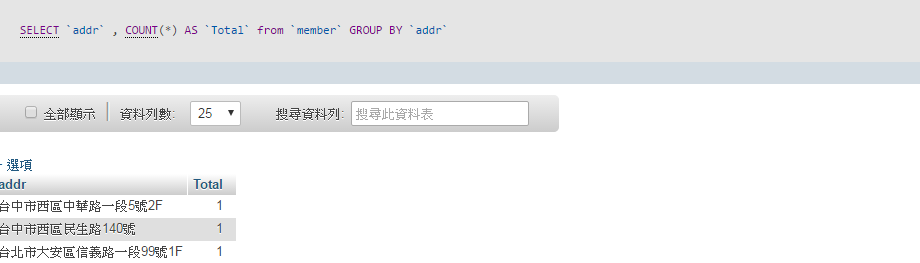 SELECT `addr` , COUNT(*) AS `Total` from `member` GROUP BY `addr`
全部顯示 資料列數: 25 搜尋資料列: 搜尋此資料表
+ 選項
addr Total
台中市西區中華路一段5號2F 1
台中市西區民生路140號 1
台北市大安區信義路一段99號1F 1